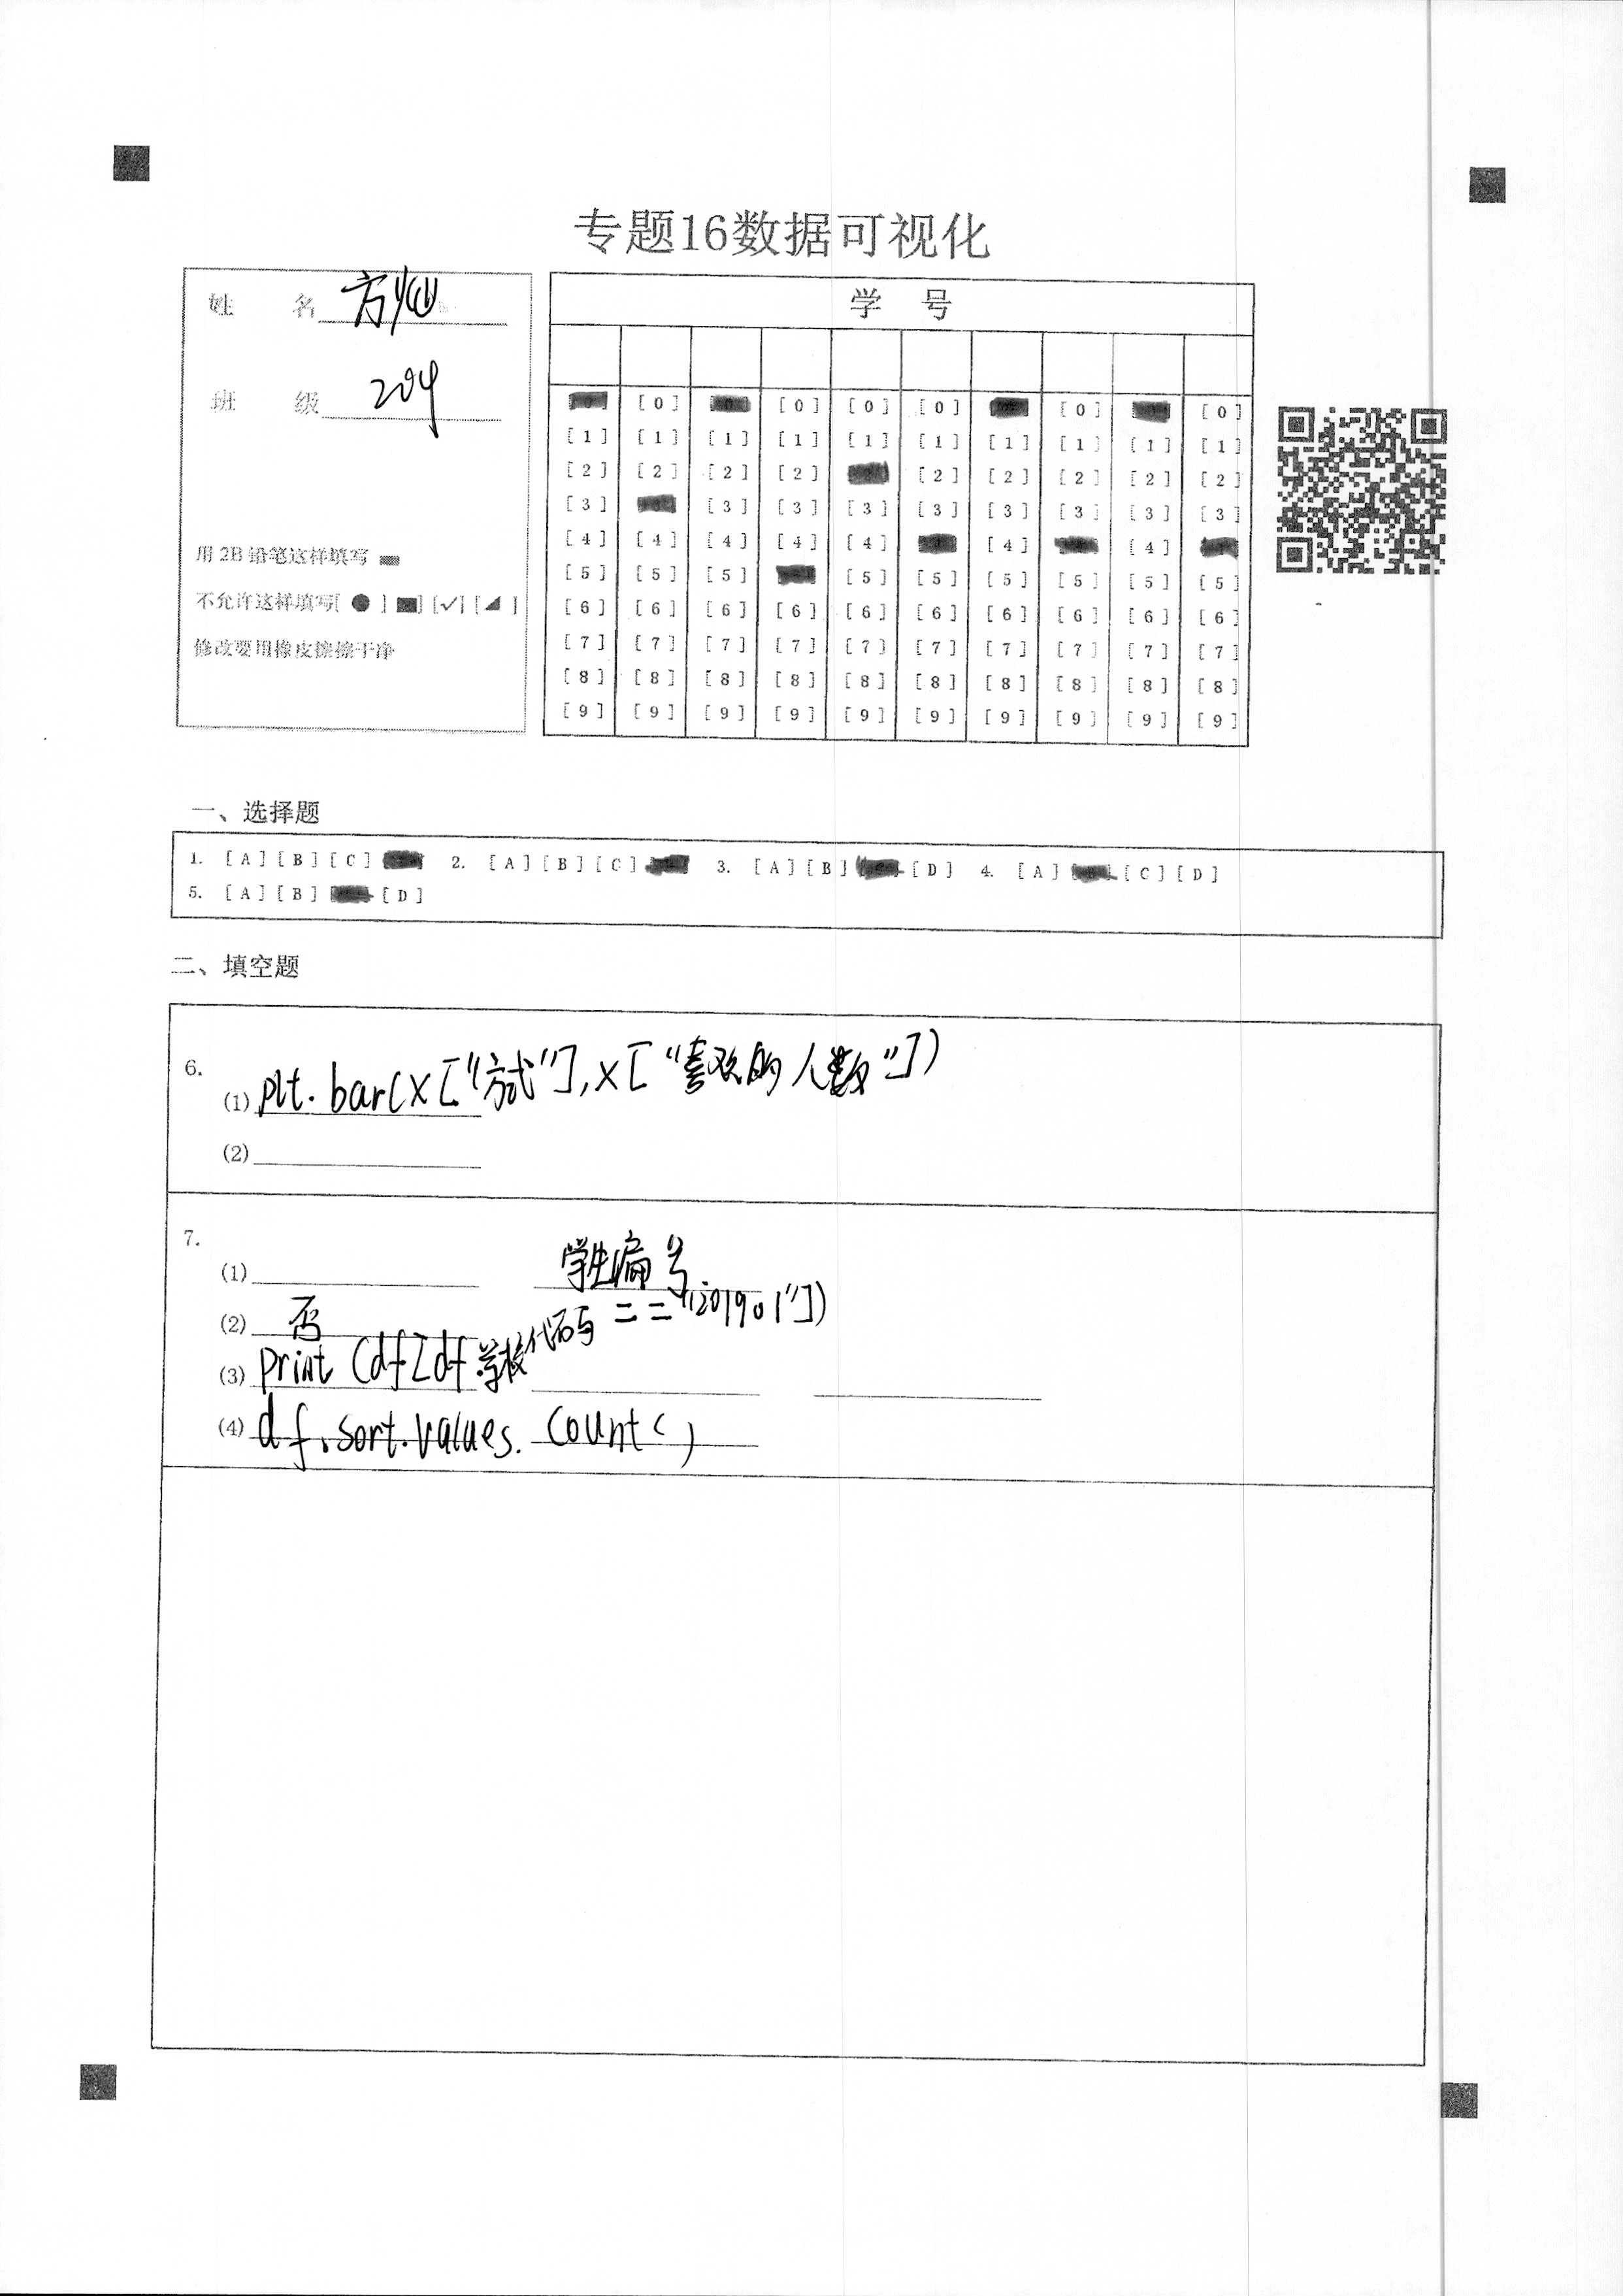 专题16数据可视化
姓 名 方
班 级 204
用 2B 铅笔这样填写
不允许这样填写[ ● ] [✓] [ ]
修改要用橡皮擦擦干净
学 号
[0] [0] [0] [0] [0]
[1] [1] [1] [1] [1] [1] [1] [1] [1] [1]
[2] [2] [2] [2] [2] [2] [2] [2] [2]
[3] [3] [3] [3] [3] [3] [3] [3] [3]
[4] [4] [4] [4] [4] [4] [4]
[5] [5] [5] [5] [5] [5] [5] [5] [5]
[6] [6] [6] [6] [6] [6] [6] [6] [6] [6]
[7] [7] [7] [7] [7] [7] [7] [7] [7] [7]
[8] [8] [8] [8] [8] [8] [8] [8] [8] [8]
[9] [9] [9] [9] [9] [9] [9] [9] [9] [9]
一、选择题
1. [A] [B] [C] 2. [A] [B] [C] 3. [A] [B] [D] 4. [A] [C] [D]
5. [A] [B] [D]
二、填空题
6.
(1) plt.bar(x["方式"],x["喜欢的人数"])
(2)
7.
(1) 学生编号
(2) 否
(3) print(df[df.学校代码=="201901"])
(4) df.sort.values.count()